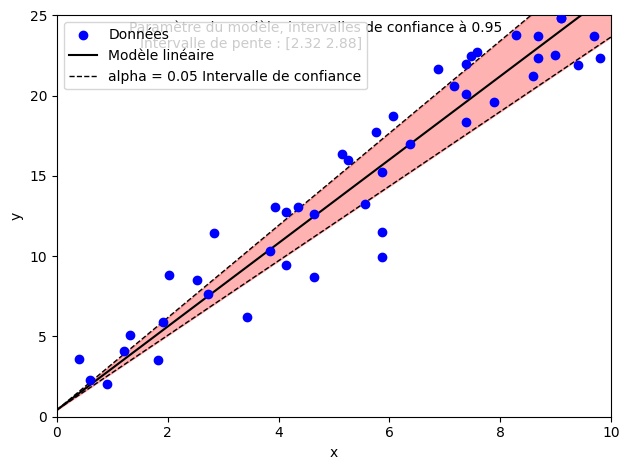 Paramètre du modèle, intervalles de confiance à 0.95
Intervalle de pente : [2.32 2.88]
Données
Modèle linéaire
alpha = 0.05 Intervalle de confiance
25
20
15
10
5
0
y
0 2 4 6 8 10
x